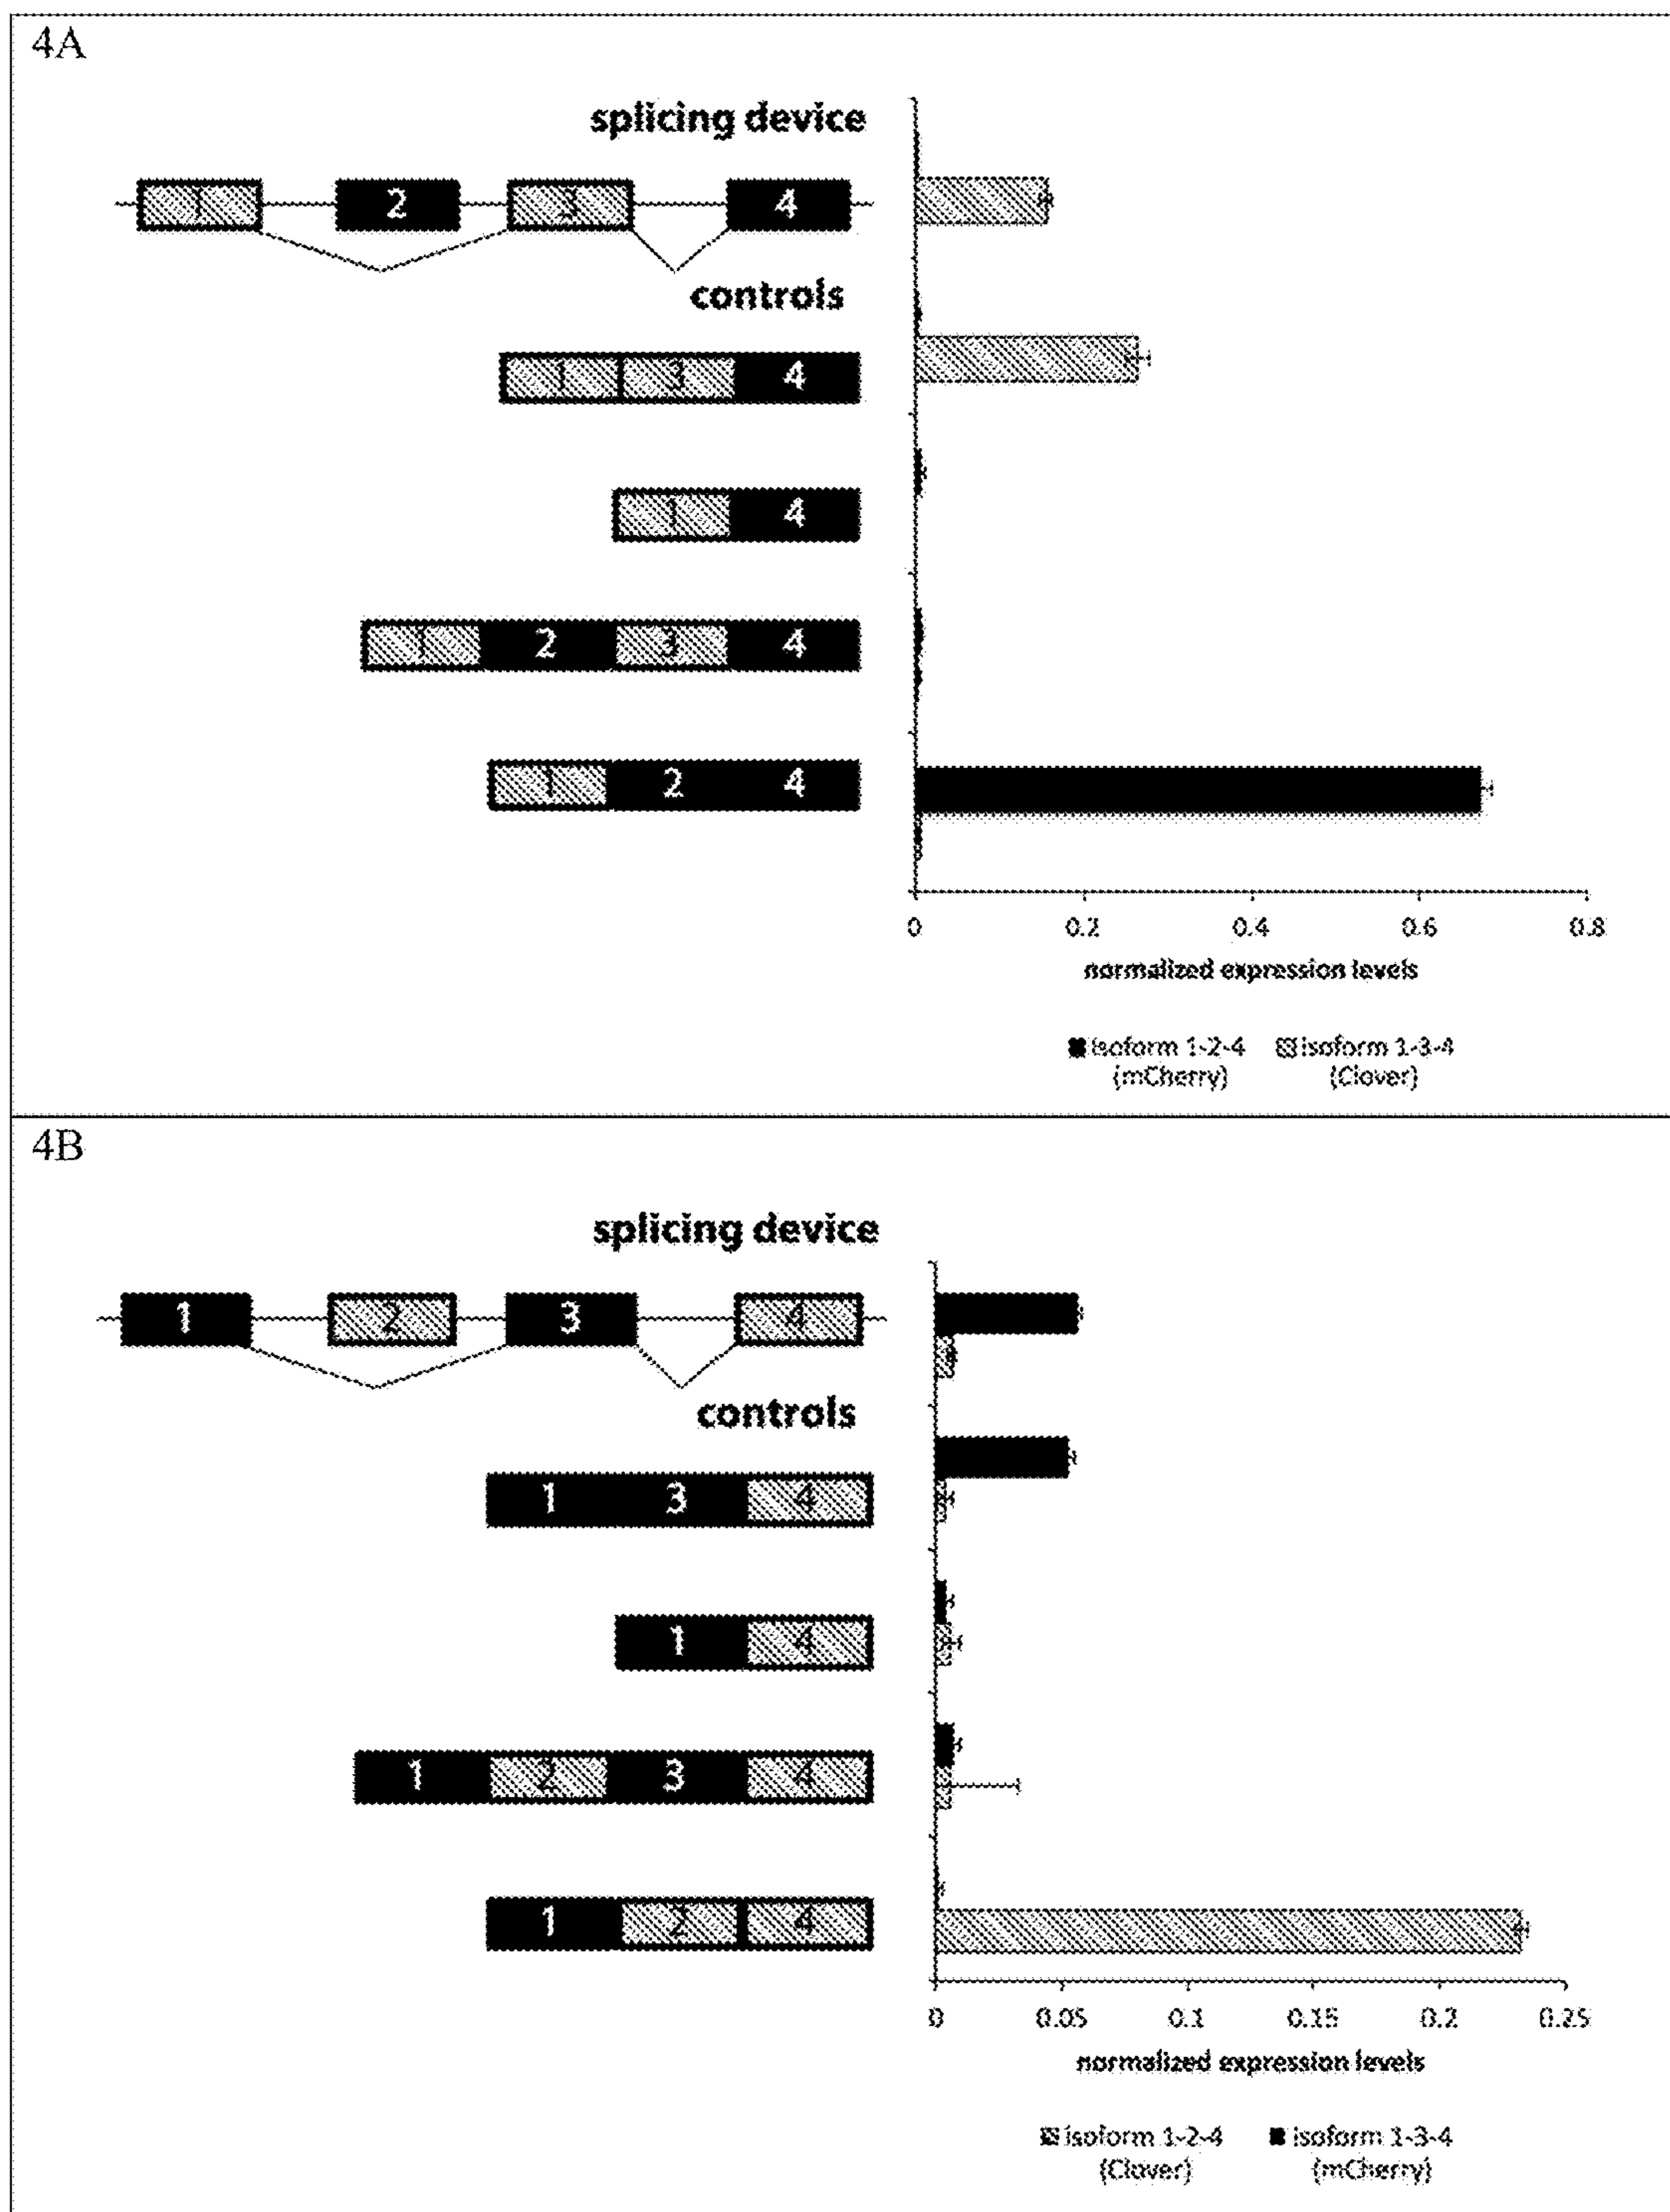 4A
splicing device
1 2 3 4
controls
1 3 4
1 4
1 2 3 4
1 2 4
0 0.2 0.4 0.6 0.8
normalized expression levels
isoform 1-2-4 isoform 1-3-4
(mCherry) (Clover)
4B
splicing device
1 2 3 4
controls
1 3 4
1 4
1 2 3 4
1 2 4
0 0.05 0.1 0.15 0.2 0.25
normalized expression levels
isoform 1-2-4 isoform 1-3-4
(Clover) (mCherry)